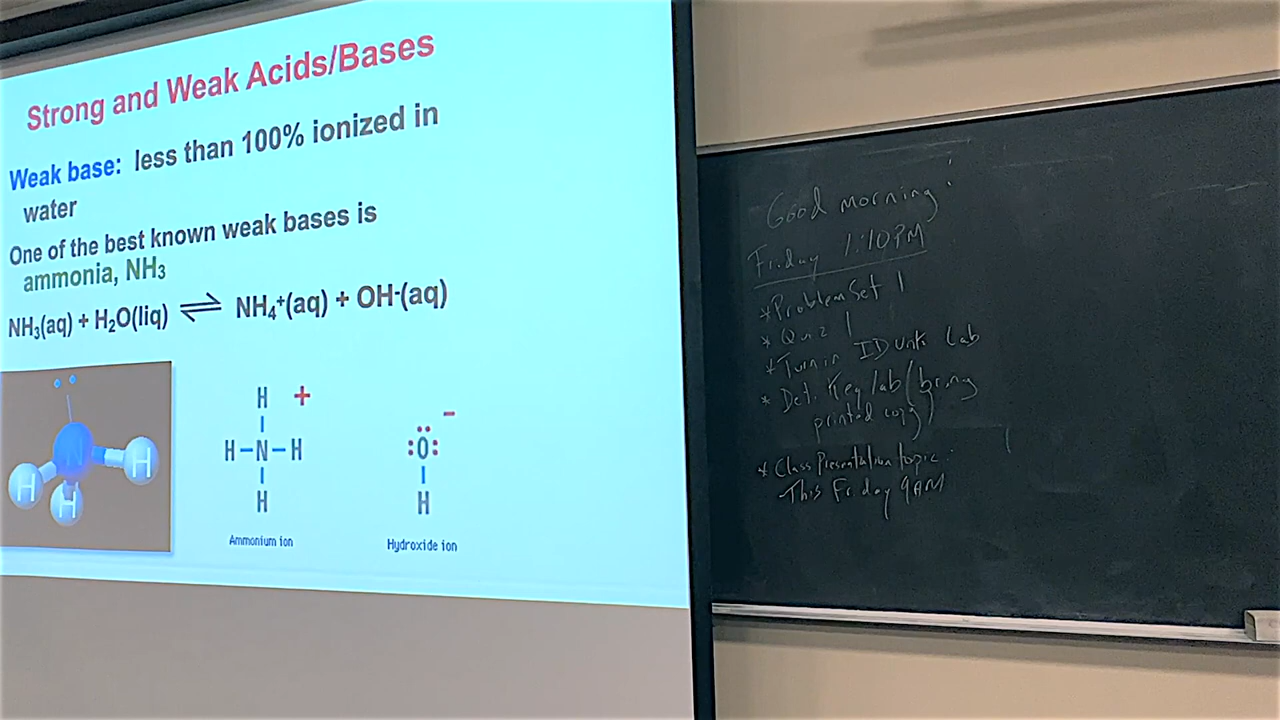 Strong and Weak Acids/Bases
Weak base: less than 100% ionized in
water
One of the best known weak bases is
ammonia, NH₃
NH₃(aq) + H₂O(liq) ⇌ NH₄⁺(aq) + OH⁻(aq)
N
H
H
H
H +
H–N–H
H
Ammonium ion
−
:Ö:
H
Hydroxide ion
Good morning!
Friday 1:10PM
*Problem Set 1
* Quiz 1
*Turn in ID Unks Lab
* Det. Key lab (bring
printed copy)
* Class Presentation topic
This Friday 9AM